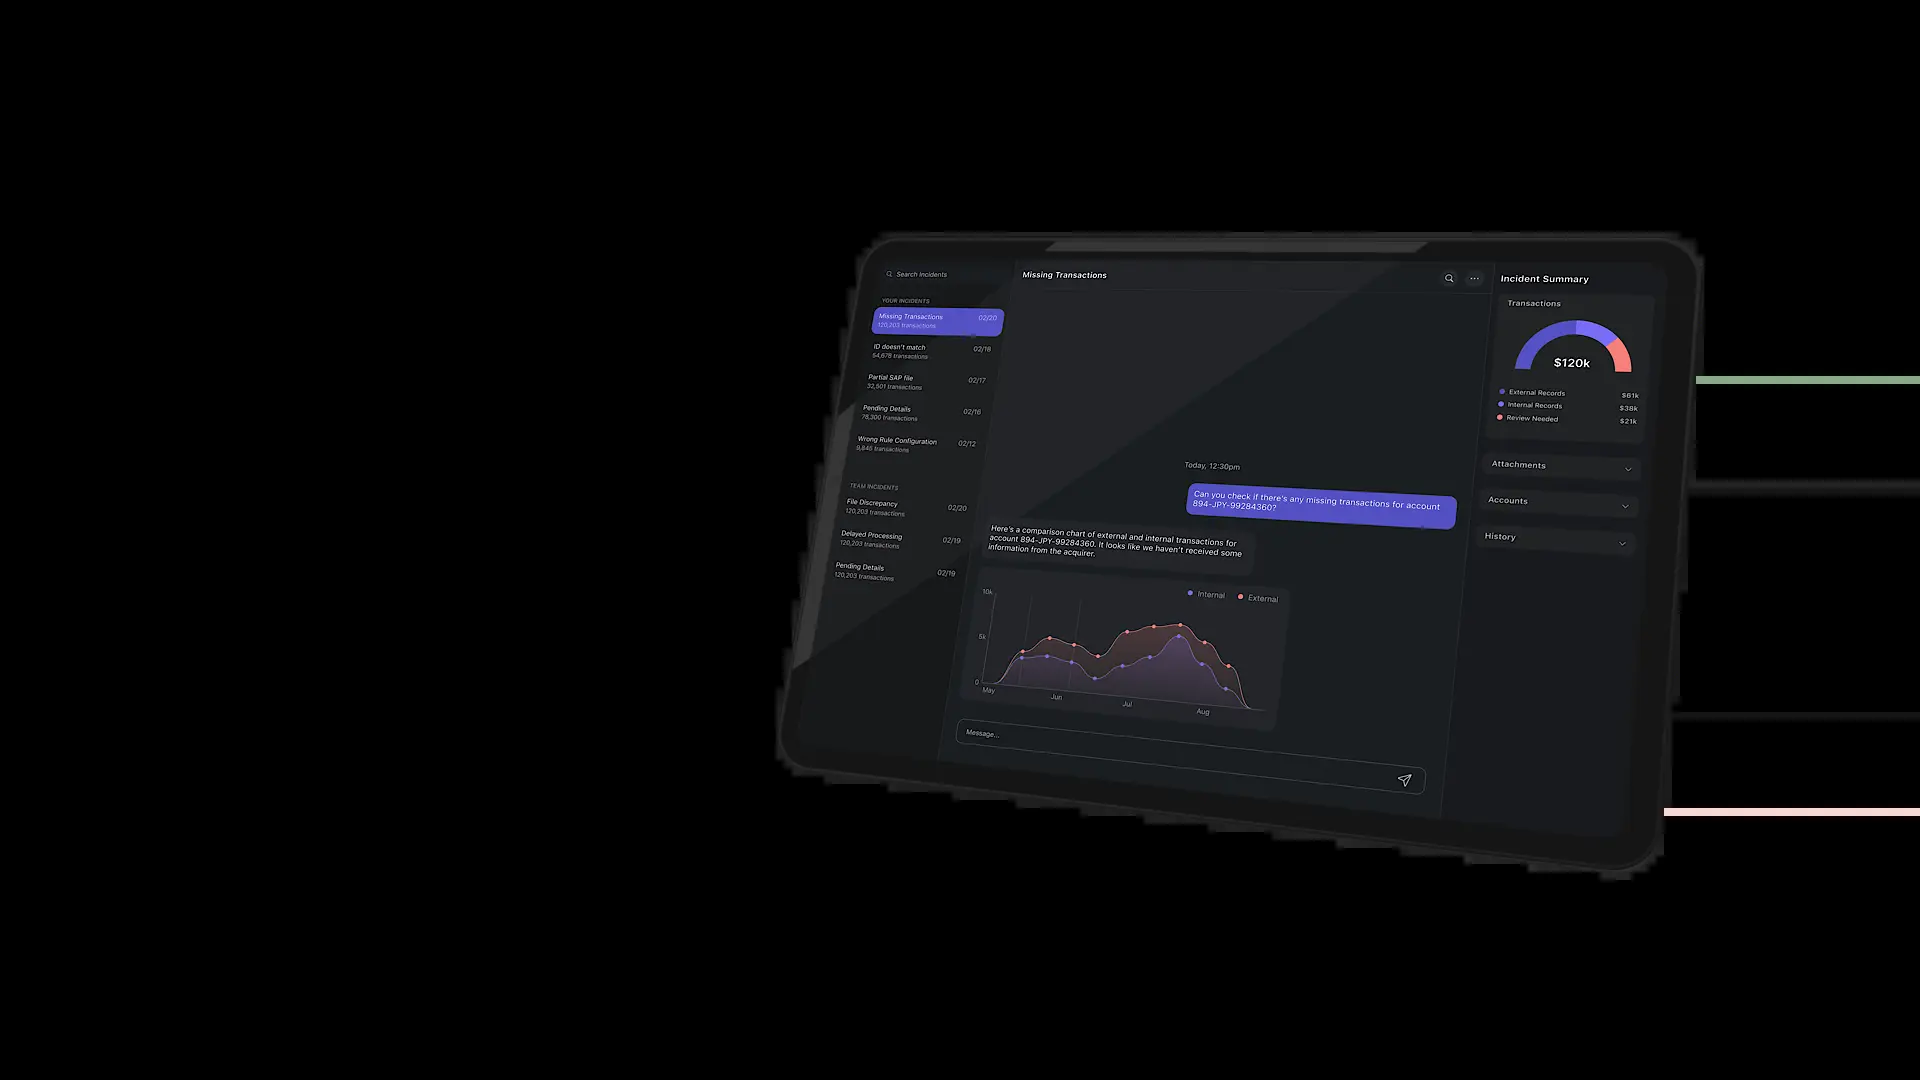 Search Incidents
YOUR INCIDENTS
Missing Transactions 02/20
120,203 transactions
ID doesn't match 02/18
54,678 transactions
Partial SAP file 02/17
32,501 transactions
Pending Details 02/16
78,300 transactions
Wrong Rule Configuration 02/12
9,845 transactions
TEAM INCIDENTS
File Discrepancy 02/20
120,203 transactions
Delayed Processing 02/19
120,203 transactions
Pending Details 02/19
120,203 transactions
Missing Transactions
Today, 12:30pm
Can you check if there's any missing transactions for account
894-JPY-99284360?
Here's a comparison chart of external and internal transactions for
account 894-JPY-99284360. It looks like we haven't received some
information from the acquirer.
Internal External
10k
5k
0
May Jun Jul Aug
Message...
Incident Summary
Transactions
$120k
External Records $61k
Internal Records $38k
Review Needed $21k
Attachments
Accounts
History